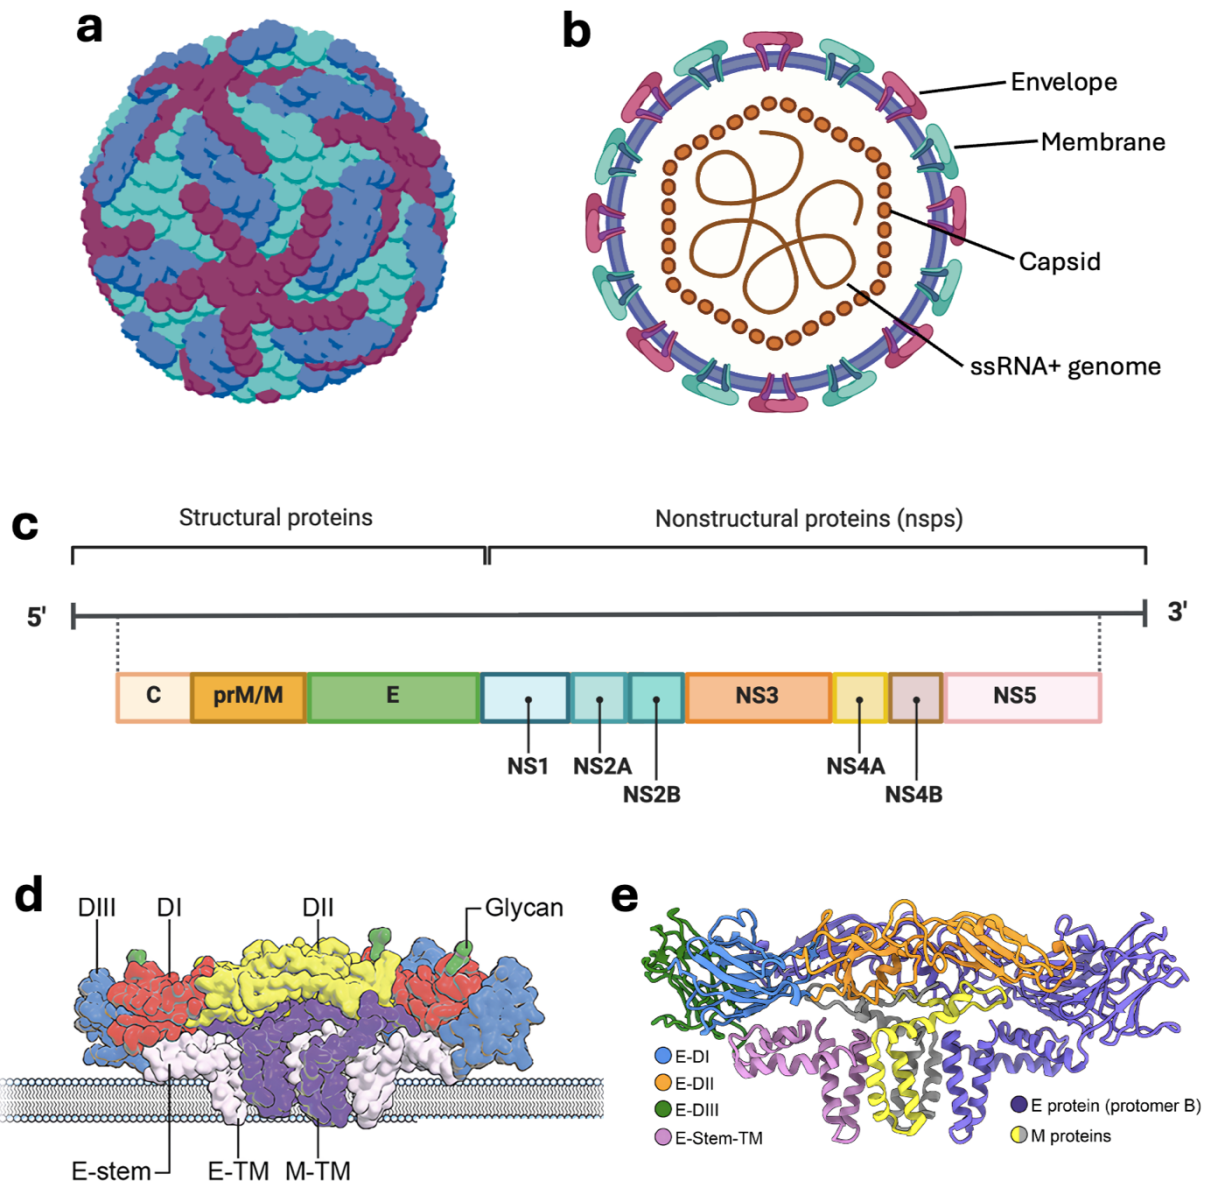 a
b
Envelope
Membrane
Capsid
ssRNA+ genome
c
Structural proteins
Nonstructural proteins (nsps)
5'
3'
C
prM/M
E
NS1
NS2A
NS2B
NS3
NS4A
NS4B
NS5
d
DIII
DI
DII
Glycan
E-stem
E-TM
M-TM
e
E-DI
E-DII
E-DIII
E-Stem-TM
E protein (protomer B)
M proteins